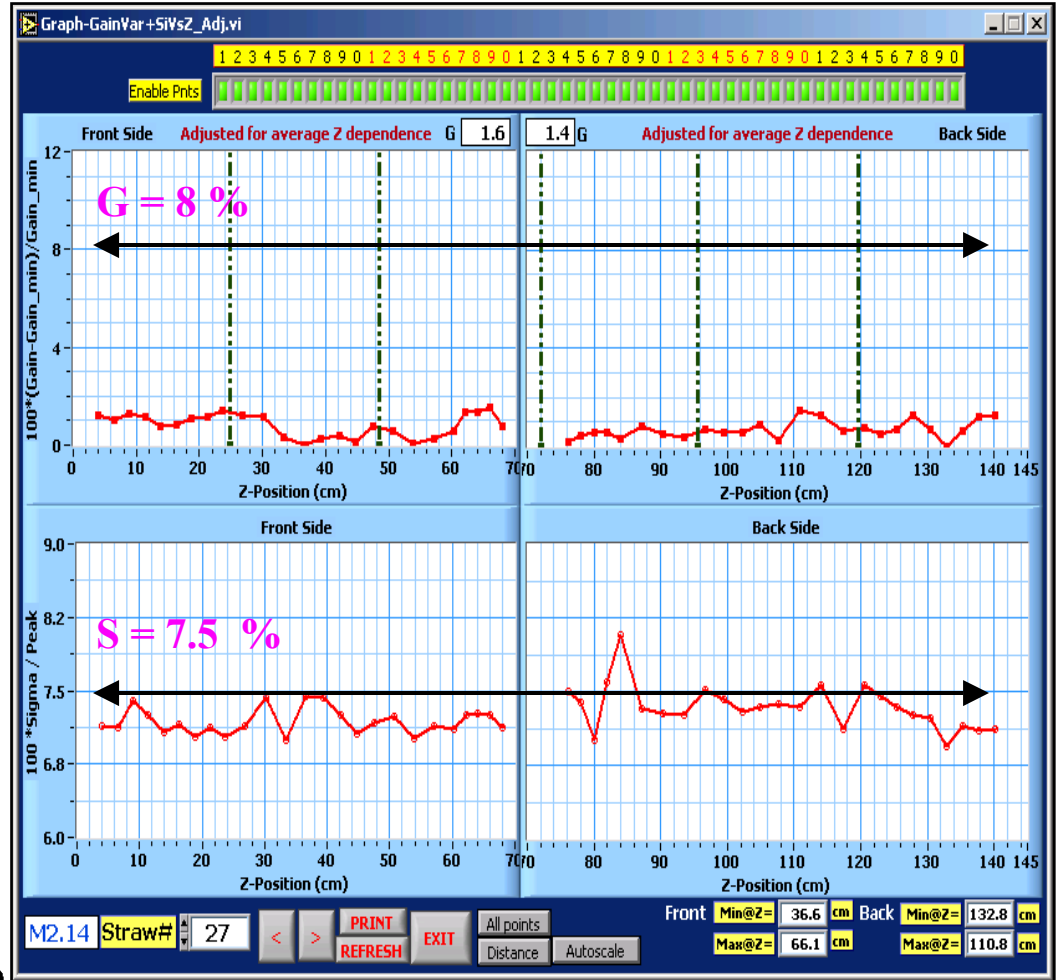 Graph-GainVar+SiVsZ_Adj.vi
1 2 3 4 5 6 7 8 9 0 1 2 3 4 5 6 7 8 9 0 1 2 3 4 5 6 7 8 9 0 1 2 3 4 5 6 7 8 9 0 1 2 3 4 5 6 7 8 9 0
Enable Pnts
Front Side Adjusted for average Z dependence G 1.6
1.4 G Adjusted for average Z dependence Back Side
100*(Gain-Gain_min)/Gain_min
12
8
4
0
G = 8 %
0 10 20 30 40 50 60 70
Z-Position (cm)
70 80 90 100 110 120 130 140 145
Z-Position (cm)
Front Side
Back Side
100 *Sigma / Peak
9.0
8.2
7.5
6.8
6.0
S = 7.5 %
0 10 20 30 40 50 60 70
Z-Position (cm)
70 80 90 100 110 120 130 140 145
Z-Position (cm)
M2.14 Straw# 27
< >
PRINT
REFRESH
EXIT
All points
Distance
Autoscale
Front Min@Z= 36.6 cm Back Min@Z= 132.8 cm
Max@Z= 66.1 cm Max@Z= 110.8 cm